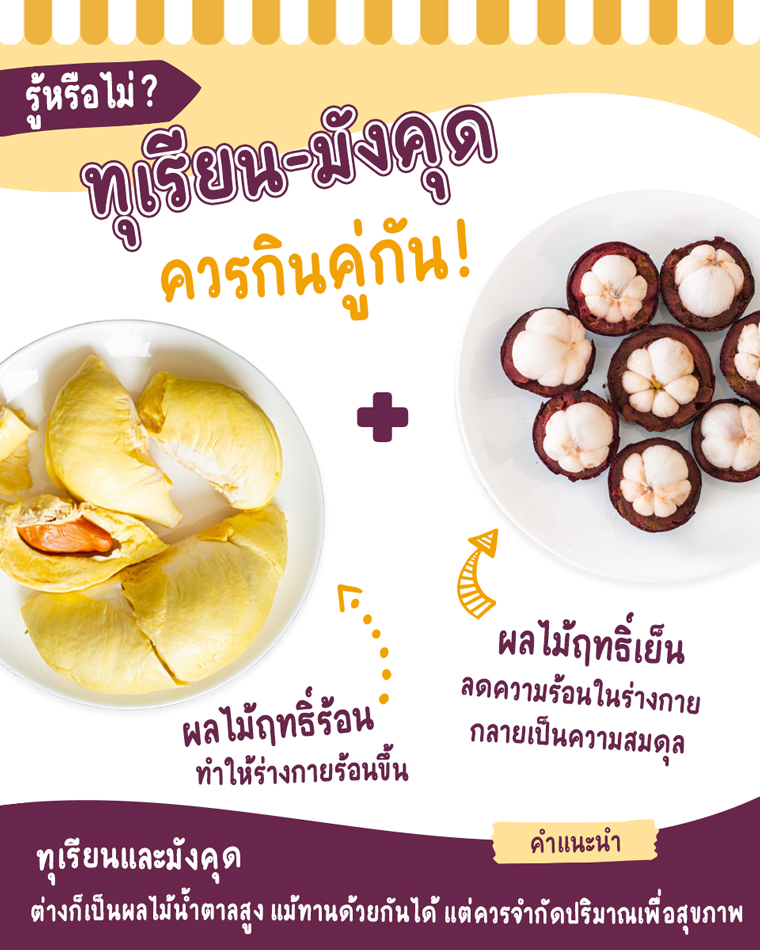 รู้หรือไม่ ?
ทุเรียน-มังคุด
ควรกินคู่กัน!
ผลไม้ฤทธิ์เย็น
ลดความร้อนในร่างกาย
กลายเป็นความสมดุล
ผลไม้ฤทธิ์ร้อน
ทำให้ร่างกายร้อนขึ้น
คำแนะนำ
ทุเรียนและมังคุด
ต่างก็เป็นผลไม้น้ำตาลสูง แม้ทานด้วยกันได้ แต่ควรจำกัดปริมาณเพื่อสุขภาพ